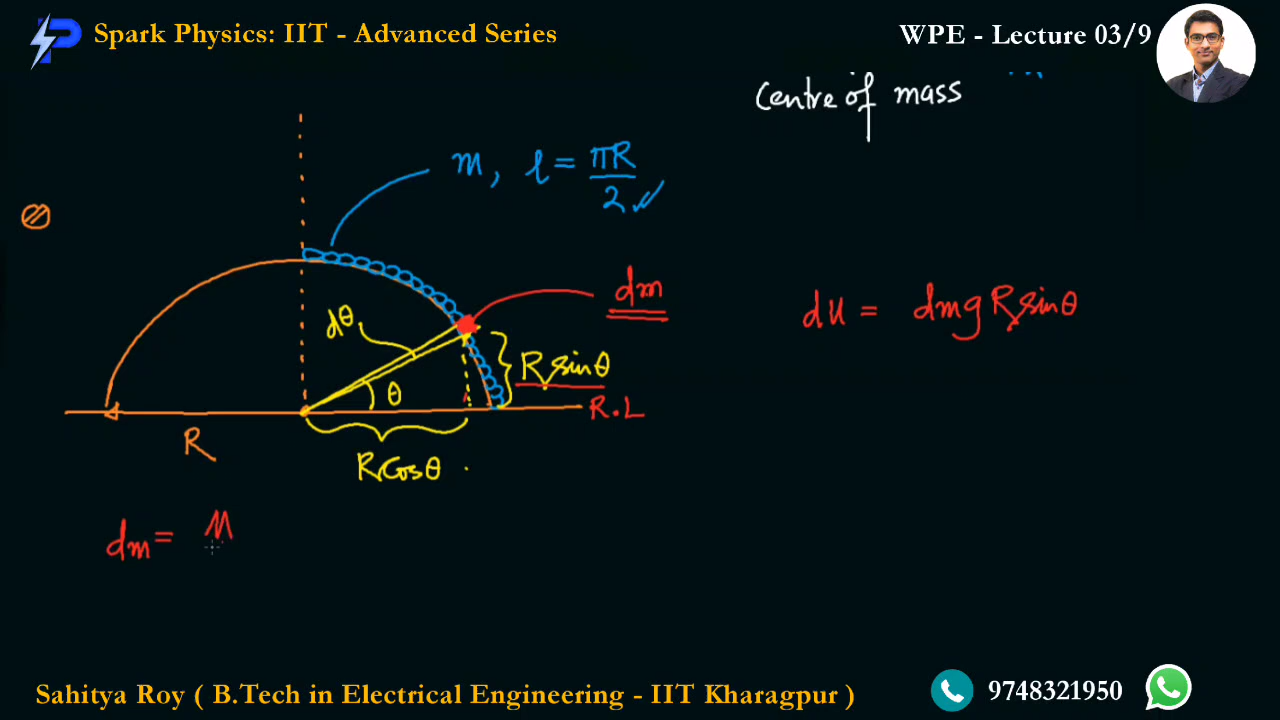 Spark Physics: IIT - Advanced Series
WPE - Lecture 03/9
Centre of mass
m, l = πR/2
dm
dθ
dU = dmg R sinθ
R sinθ
θ
R.L
R
R Cosθ
dm = M
Sahitya Roy ( B.Tech in Electrical Engineering - IIT Kharagpur )
9748321950